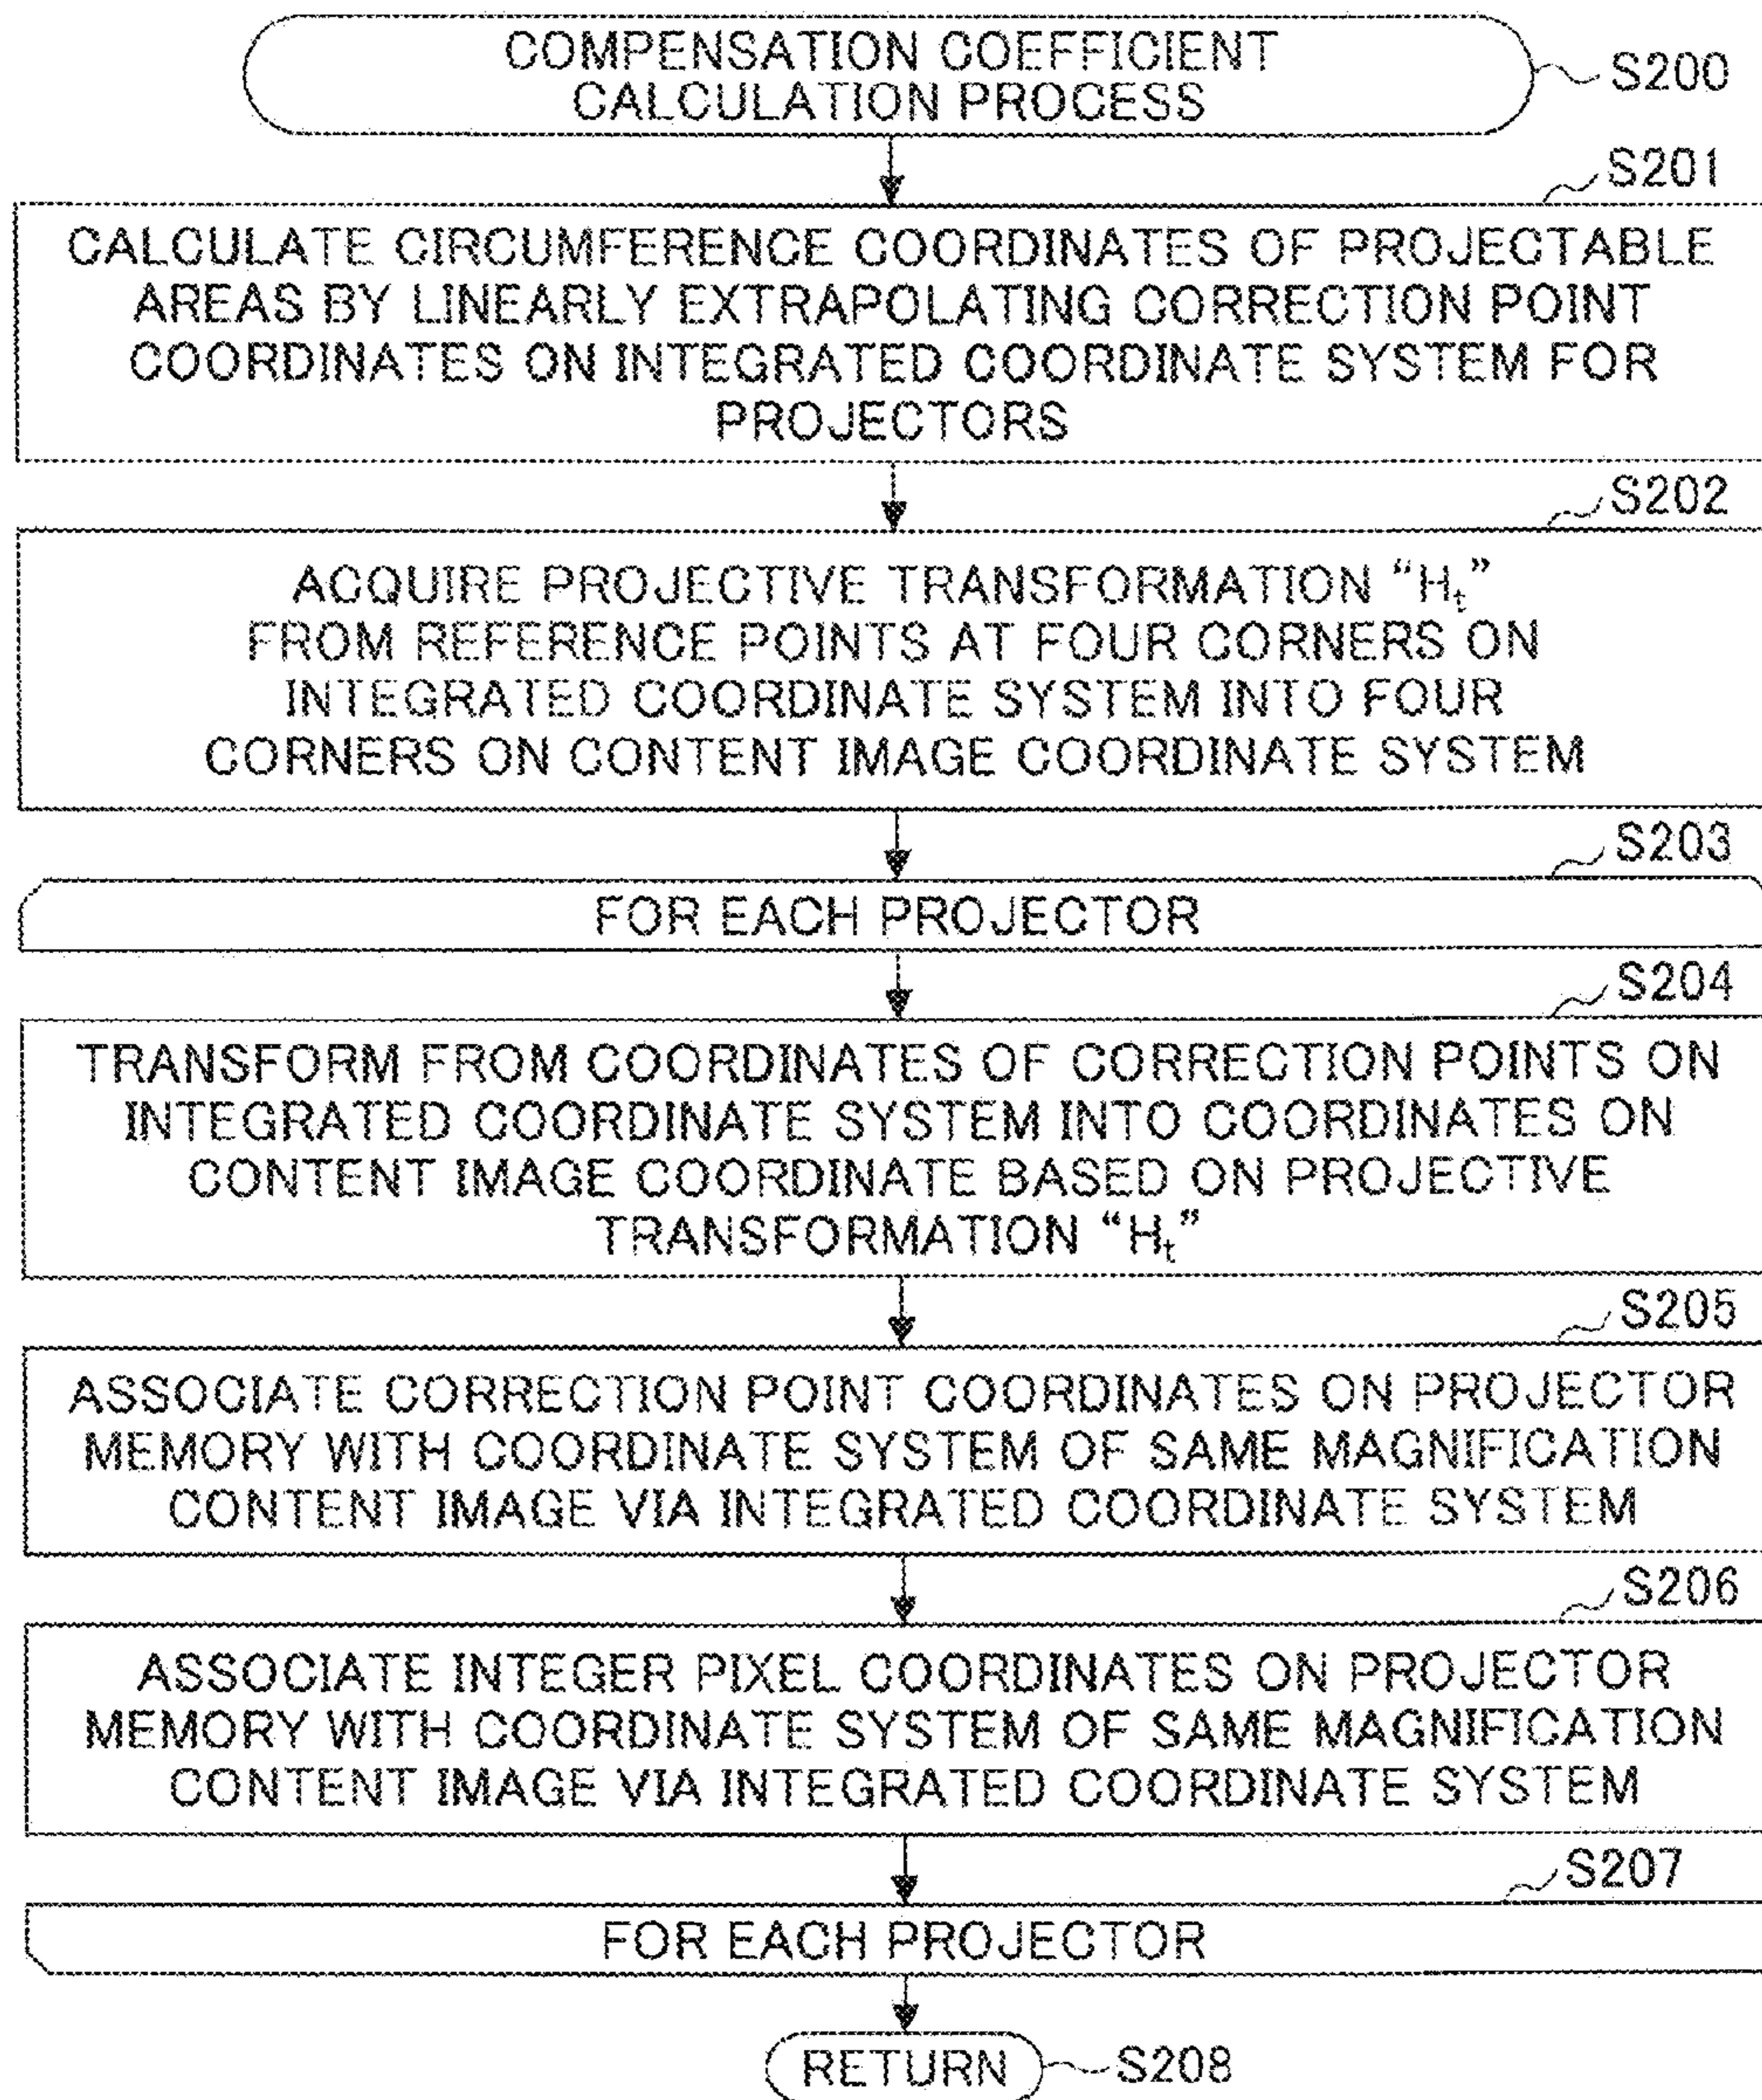 COMPENSATION COEFFICIENT
CALCULATION PROCESS
S200
S201
CALCULATE CIRCUMFERENCE COORDINATES OF PROJECTABLE
AREAS BY LINEARLY EXTRAPOLATING CORRECTION POINT
COORDINATES ON INTEGRATED COORDINATE SYSTEM FOR
PROJECTORS
S202
ACQUIRE PROJECTIVE TRANSFORMATION “Hₜ”
FROM REFERENCE POINTS AT FOUR CORNERS ON
INTEGRATED COORDINATE SYSTEM INTO FOUR
CORNERS ON CONTENT IMAGE COORDINATE SYSTEM
S203
FOR EACH PROJECTOR
S204
TRANSFORM FROM COORDINATES OF CORRECTION POINTS ON
INTEGRATED COORDINATE SYSTEM INTO COORDINATES ON
CONTENT IMAGE COORDINATE BASED ON PROJECTIVE
TRANSFORMATION “Hₜ”
S205
ASSOCIATE CORRECTION POINT COORDINATES ON PROJECTOR
MEMORY WITH COORDINATE SYSTEM OF SAME MAGNIFICATION
CONTENT IMAGE VIA INTEGRATED COORDINATE SYSTEM
S206
ASSOCIATE INTEGER PIXEL COORDINATES ON PROJECTOR
MEMORY WITH COORDINATE SYSTEM OF SAME MAGNIFICATION
CONTENT IMAGE VIA INTEGRATED COORDINATE SYSTEM
S207
FOR EACH PROJECTOR
RETURN
S208